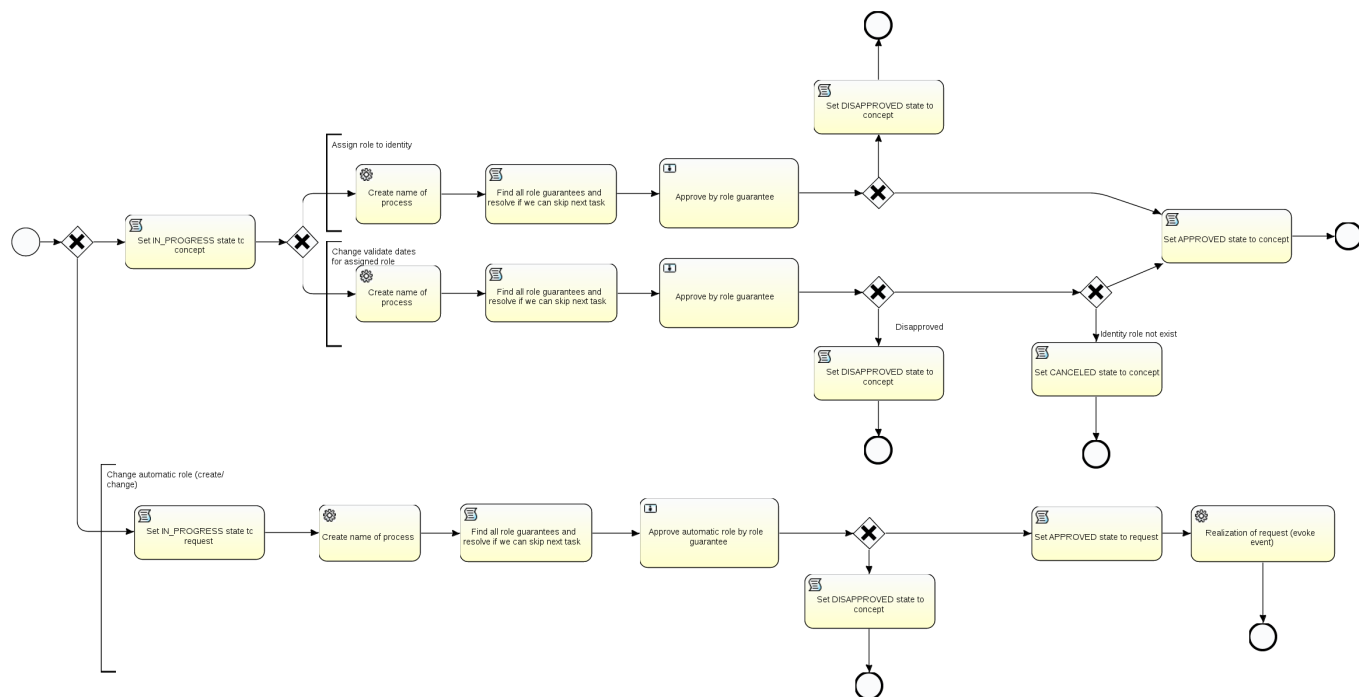 Set DISAPPROVED state to
concept
Assign role to identity
Create name of
process
Find all role guarantees and
resolve if we can skip next task
Approve by role guarantee
Set IN_PROGRESS state to
concept
Set APPROVED state to concept
Change validate dates
for assigned role
Create name of
process
Find all role guarantees and
resolve if we can skip next task
Approve by role guarantee
Disapproved
Identity role not exist
Set DISAPPROVED state to
concept
Set CANCELED state to concept
Change automatic role (create/
change)
Set IN_PROGRESS state to
request
Create name of process
Find all role guarantees and
resolve if we can skip next task
Approve automatic role by role
guarantee
Set APPROVED state to request
Realization of request (evoke
event)
Set DISAPPROVED state to
concept